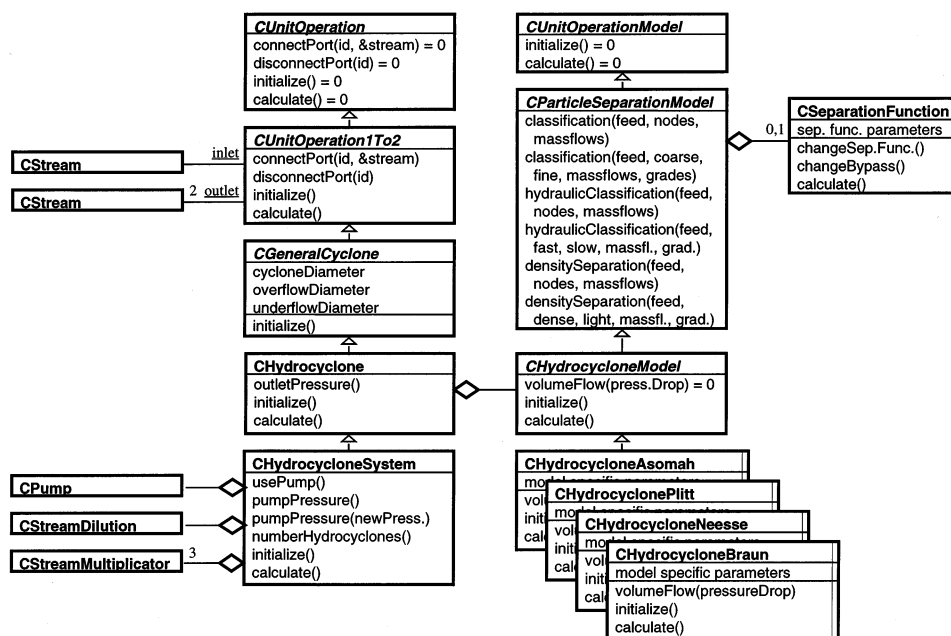 CUnitOperation
connectPort(id, &stream) = 0
disconnectPort(id) = 0
initialize() = 0
calculate() = 0
CUnitOperation1To2
connectPort(id, &stream)
disconnectPort(id)
initialize()
calculate()
CStream
inlet
CStream
2 outlet
CGeneralCyclone
cycloneDiameter
overflowDiameter
underflowDiameter
initialize()
CHydrocyclone
outletPressure()
initialize()
calculate()
CHydrocycloneSystem
usePump()
pumpPressure()
pumpPressure(newPress.)
numberHydrocyclones()
initialize()
calculate()
CPump
CStreamDilution
CStreamMultiplicator
3
CUnitOperationModel
initialize() = 0
calculate() = 0
CParticleSeparationModel
classification(feed, nodes,
massflows)
classification(feed, coarse,
fine, massflows, grades)
hydraulicClassification(feed,
nodes, massflows)
hydraulicClassification(feed,
fast, slow, massfl., grad.)
densitySeparation(feed,
nodes, massflows)
densitySeparation(feed,
dense, light, massfl., grad.)
0,1
CSeparationFunction
sep. func. parameters
changeSep.Func.()
changeBypass()
calculate()
CHydrocycloneModel
volumeFlow(press.Drop) = 0
initialize()
calculate()
CHydrocycloneAsomah
CHydrocyclonePlitt
CHydrocycloneNeesse
CHydrocycloneBraun
model specific parameters
volumeFlow(pressureDrop)
initialize()
calculate()